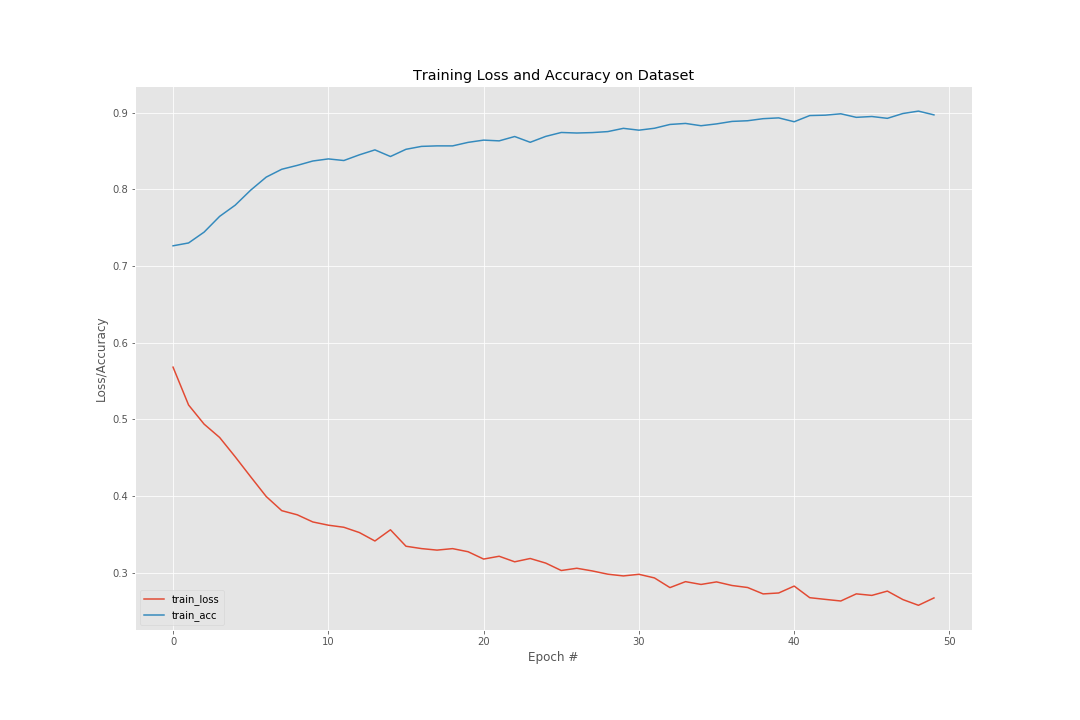 Training Loss and Accuracy on Dataset
0.9
0.8
0.7
0.6
0.5
0.4
0.3
Loss/Accuracy
train_loss
train_acc
0 10 20 30 40 50
Epoch #